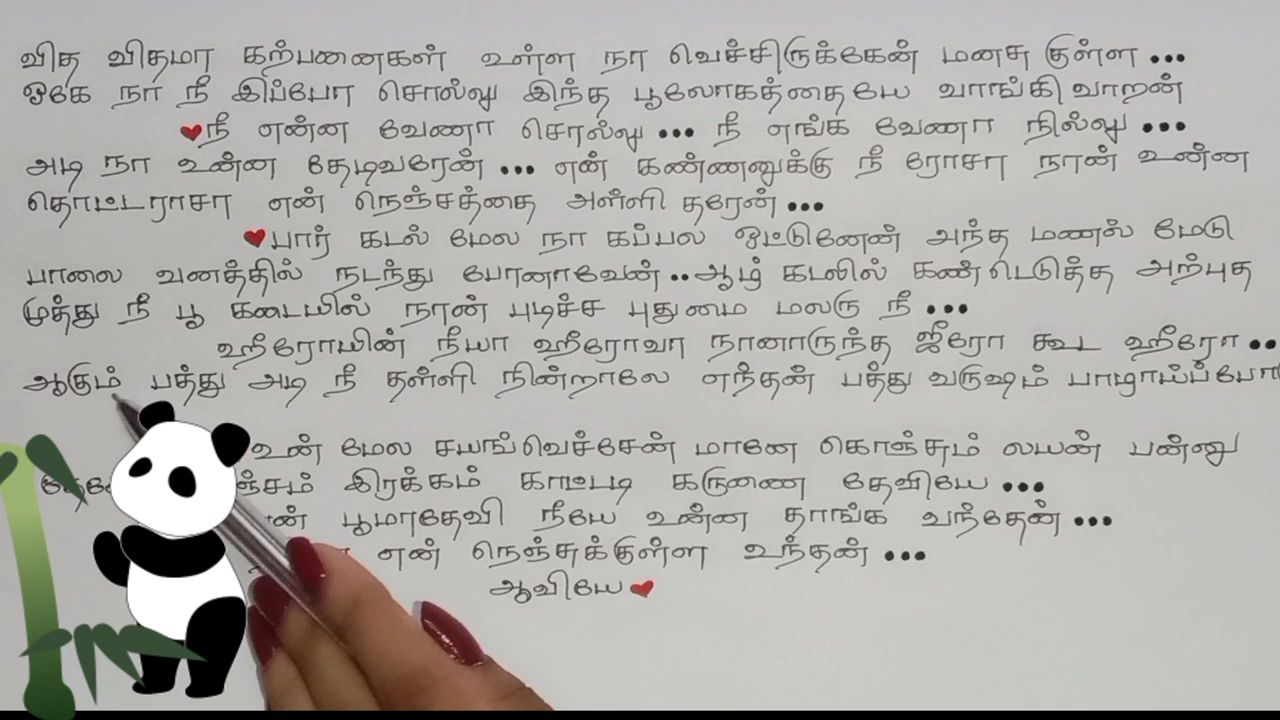 வித விதமா கற்பனைகள் உள்ள நா வெச்சிருக்கேன் மனசு குள்ள...
ஓகே நா நீ இப்போ சொல்லு இந்த பூலோகத்தையே வாங்கி வாறன்
❤நீ என்ன வேணா சொல்லு... நீ எங்க வேணா நில்லு...
அடி நா உன்ன தேடிவரேன்... என் கண்ணனுக்கு நீ ரோசா நான் உன்ன
தொட்டராசா என் நெஞ்சத்தை அள்ளி தரேன்...
❤பார் கடல் மேல நா கப்பல ஓட்டுனேன் அந்த மணல் மேடு
பாலை வனத்தில் நடந்து போனாவேன்..ஆழ் கடலில் கண்டெடுத்த அற்புத
முத்து நீ பூ கடையில் நான் புடிச்ச புதுமை மலரு நீ...
ஹீரோயின் நீயா ஹீரோவா நானாருந்த ஜீரோ கூட ஹீரோ..
ஆகும் பத்து அடி நீ தள்ளி நின்றாலே எந்தன் பத்து வருஷம் பாழாய்ப்போ
உன் மேல சயங்வெச்சேன் மானே கொஞ்சும் லயன் பன்னு
இரக்கம் காட்டடி கருணை தேவியே...
பூமாதேவி நீயே உன்ன தாங்க வந்தேன்...
என் நெஞ்சுக்குள்ள உந்தன்...
ஆவியே❤